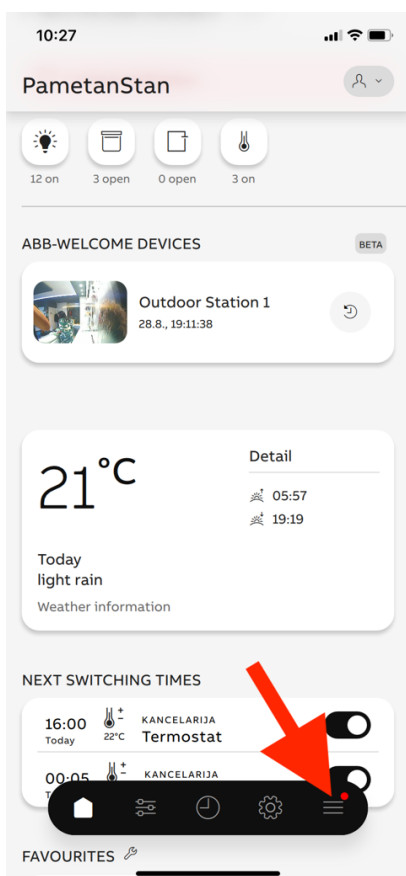 10:27
PametanStan
12 on 3 open 0 open 3 on
ABB-WELCOME DEVICES BETA
Outdoor Station 1
28.8., 19:11:38
21°C
Detail
05:57
19:19
Today
light rain
Weather information
NEXT SWITCHING TIMES
16:00 KANCELARIJA
Today 22°C Termostat
00:05 KANCELARIJA
FAVOURITES